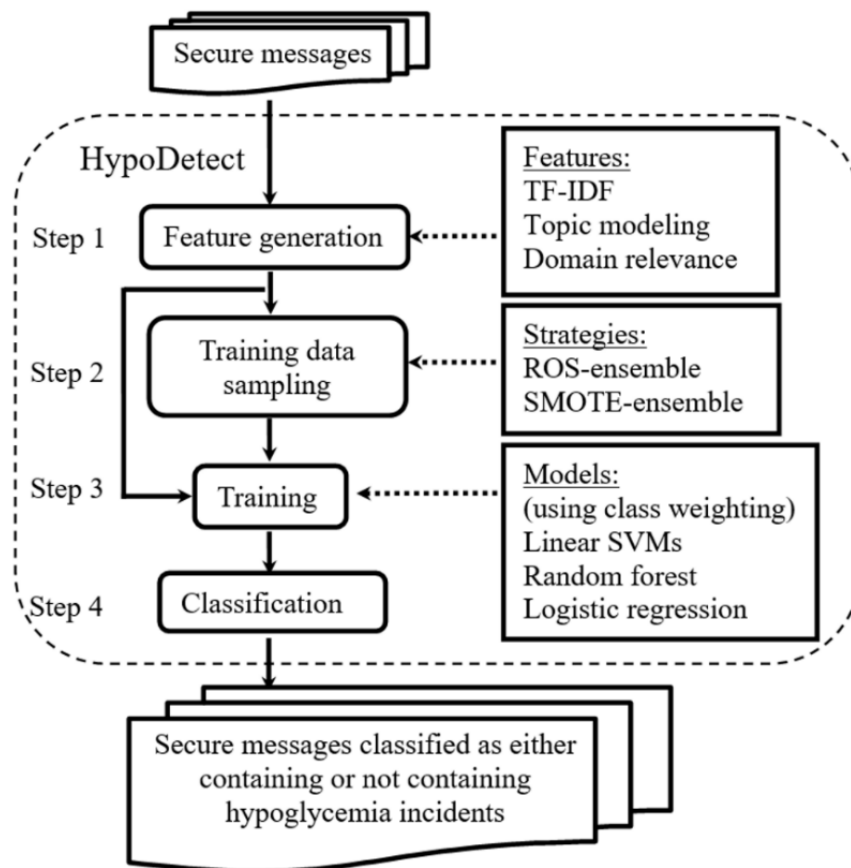 Secure messages
HypoDetect
Features:
TF-IDF
Topic modeling
Domain relevance
Step 1
Feature generation
Step 2
Training data
sampling
Strategies:
ROS-ensemble
SMOTE-ensemble
Step 3
Training
Models:
(using class weighting)
Linear SVMs
Random forest
Logistic regression
Step 4
Classification
Secure messages classified as either
containing or not containing
hypoglycemia incidents